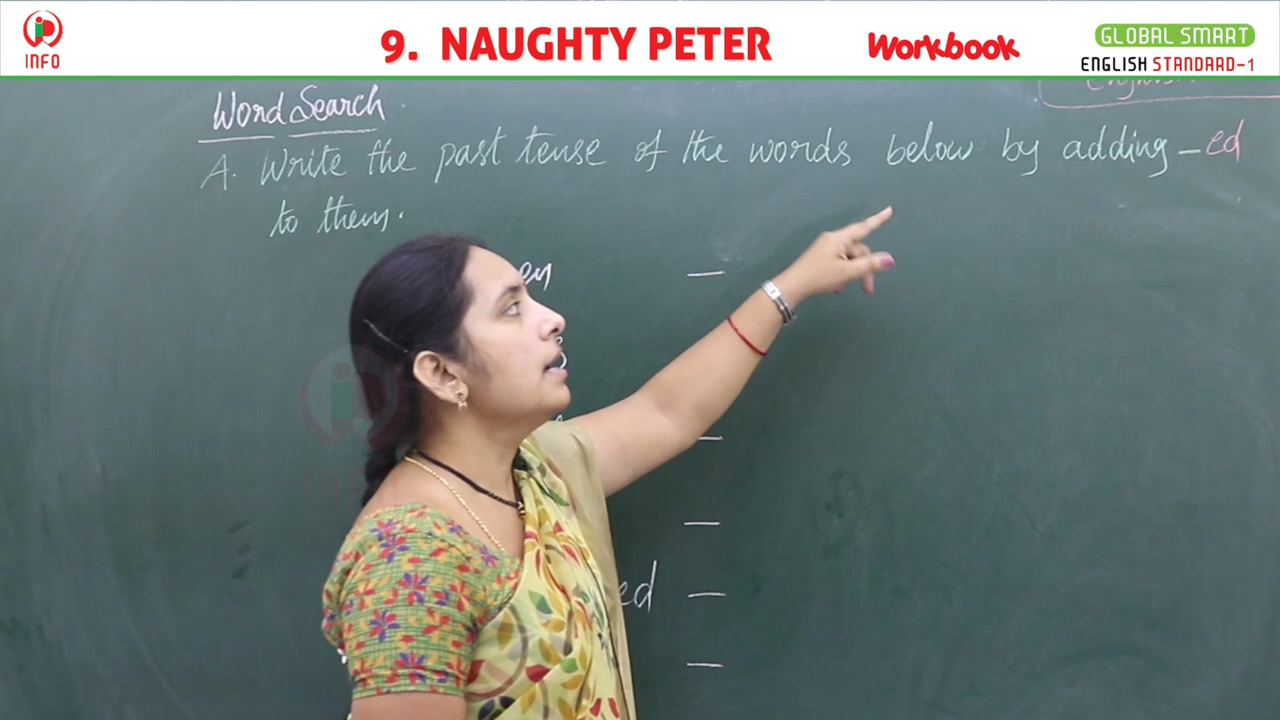 INFO
9. NAUGHTY PETER
Workbook
GLOBAL SMART
ENGLISH STANDARD-1
Word Search
A. Write the past tense of the words below by adding -ed
to them.